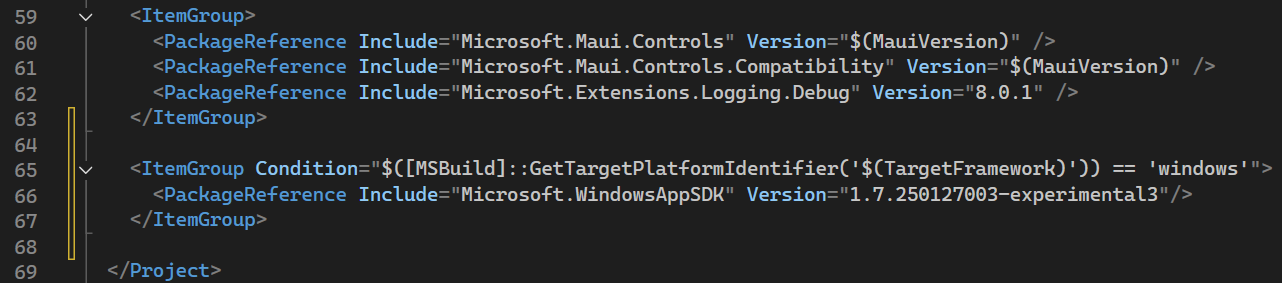 59 <ItemGroup>
60 <PackageReference Include="Microsoft.Maui.Controls" Version="$(MauiVersion)" />
61 <PackageReference Include="Microsoft.Maui.Controls.Compatibility" Version="$(MauiVersion)" />
62 <PackageReference Include="Microsoft.Extensions.Logging.Debug" Version="8.0.1" />
63 </ItemGroup>
64
65 <ItemGroup Condition="$([MSBuild]::GetTargetPlatformIdentifier('$(TargetFramework)')) == 'windows'">
66 <PackageReference Include="Microsoft.WindowsAppSDK" Version="1.7.250127003-experimental3"/>
67 </ItemGroup>
68
69 </Project>